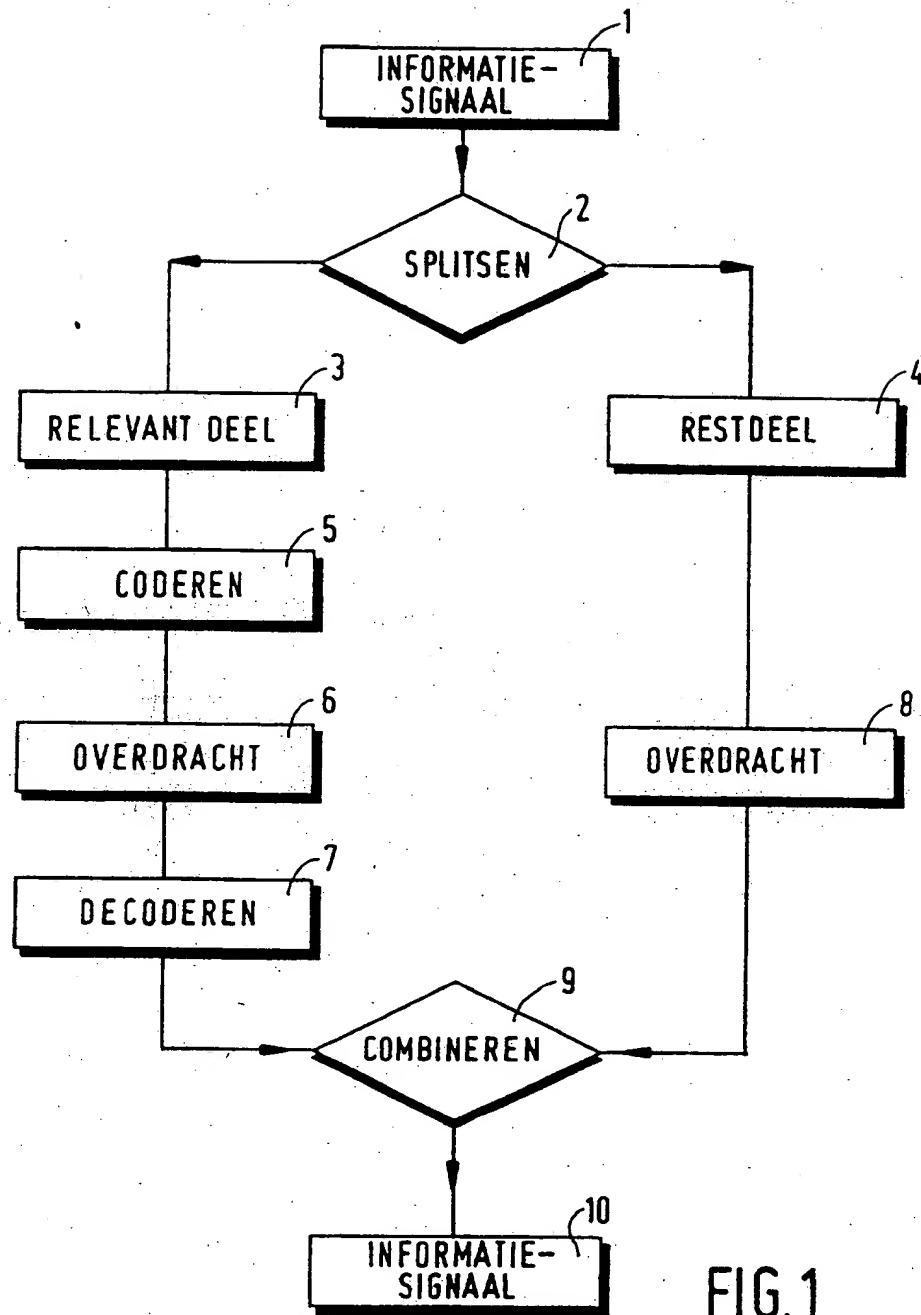 1
INFORMATIE-
SIGNAAL
2
SPLITSEN
3
RELEVANT DEEL
4
RESTDEEL
5
CODEREN
6
OVERDRACHT
8
OVERDRACHT
7
DECODEREN
9
COMBINEREN
10
INFORMATIE-
SIGNAAL
FIG.1